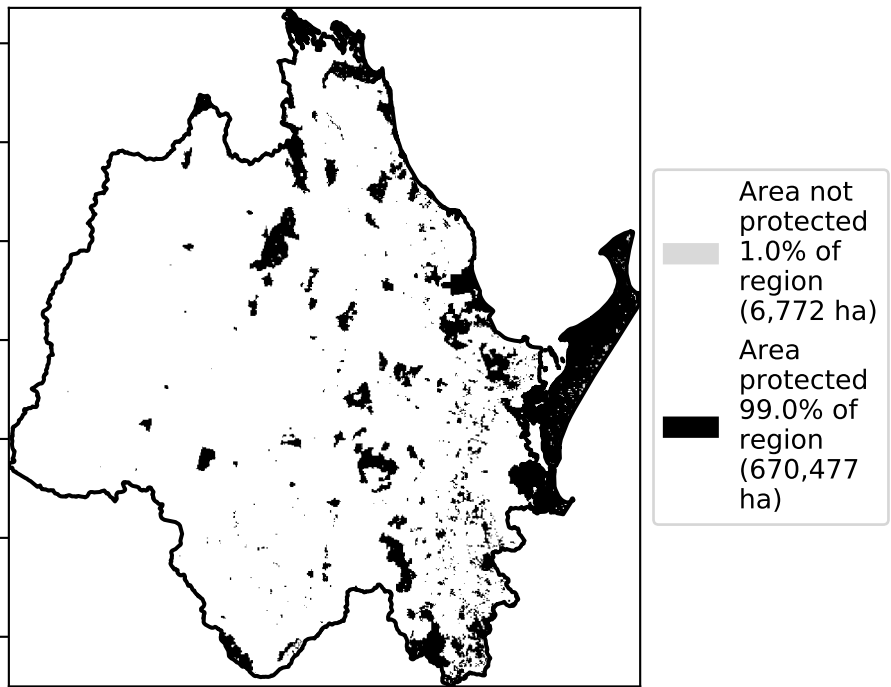 Area not
protected
1.0% of
region
(6,772 ha)
Area
protected
99.0% of
region
(670,477
ha)